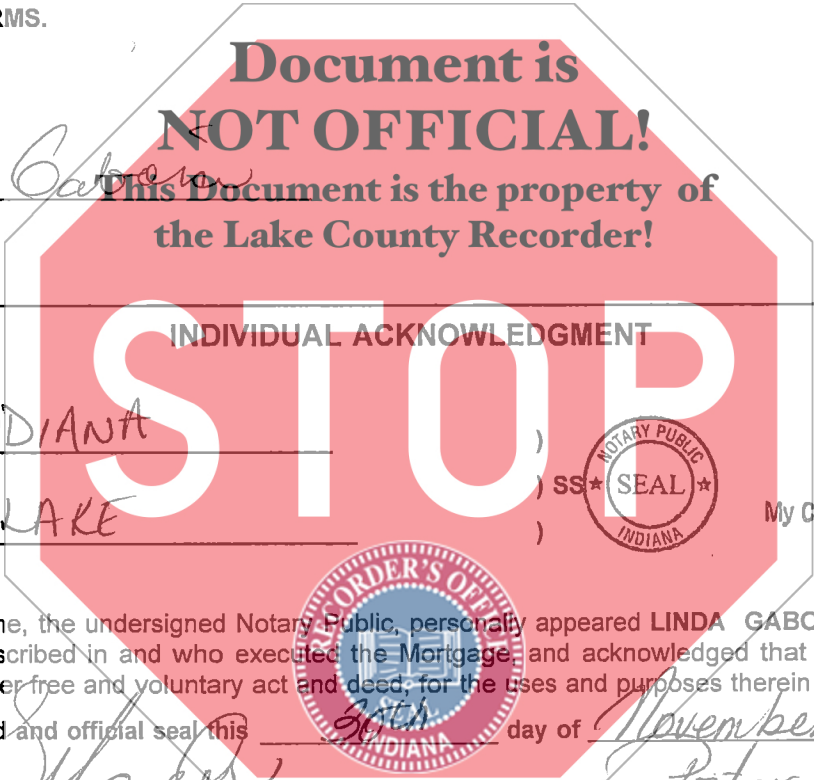 RMS.
Document is
NOT OFFICIAL!
This Document is the property of
the Lake County Recorder!
STOP
INDIVIDUAL ACKNOWLEDGMENT
DIANA
)
) SS
LAKE
)
NOTARY PUBLIC
SEAL
INDIANA
My C
RECORDER'S OFFICE
SEAL
INDIANA
ne, the undersigned Notary Public, personally appeared LINDA GABO
scribed in and who executed the Mortgage, and acknowledged that
er free and voluntary act and deed, for the uses and purposes therein
d and official seal this 30th day of November